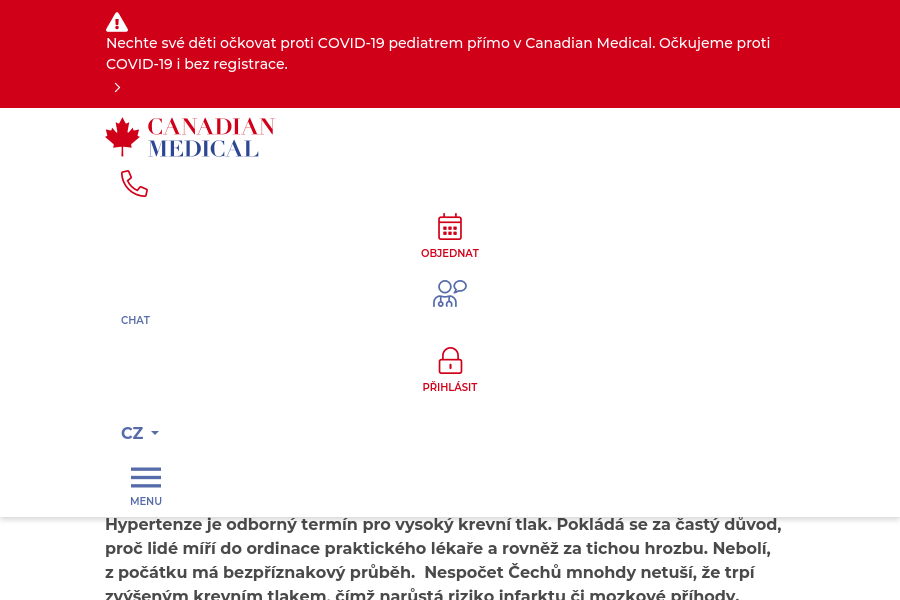 Nechte své děti očkovat proti COVID-19 pediatrem přímo v Canadian Medical. Očkujeme proti
COVID-19 i bez registrace.
CANADIAN
MEDICAL
OBJEDNAT
CHAT
PŘIHLÁSIT
CZ
MENU
Hypertenze je odborný termín pro vysoký krevní tlak. Pokládá se za častý důvod,
proč lidé míří do ordinace praktického lékaře a rovněž za tichou hrozbu. Nebolí,
z počátku má bezpříznakový průběh. Nespočet Čechů mnohdy netuší, že trpí
zvýšeným krevním tlakem, čímž narůstá riziko infarktu či mozkové příhody.